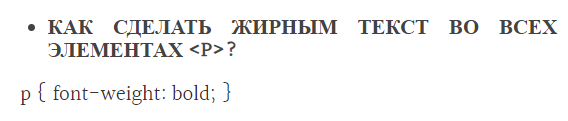 • КАК СДЕЛАТЬ ЖИРНЫМ ТЕКСТ ВО ВСЕХ
ЭЛЕМЕНТАХ <P>?
p { font-weight: bold; }